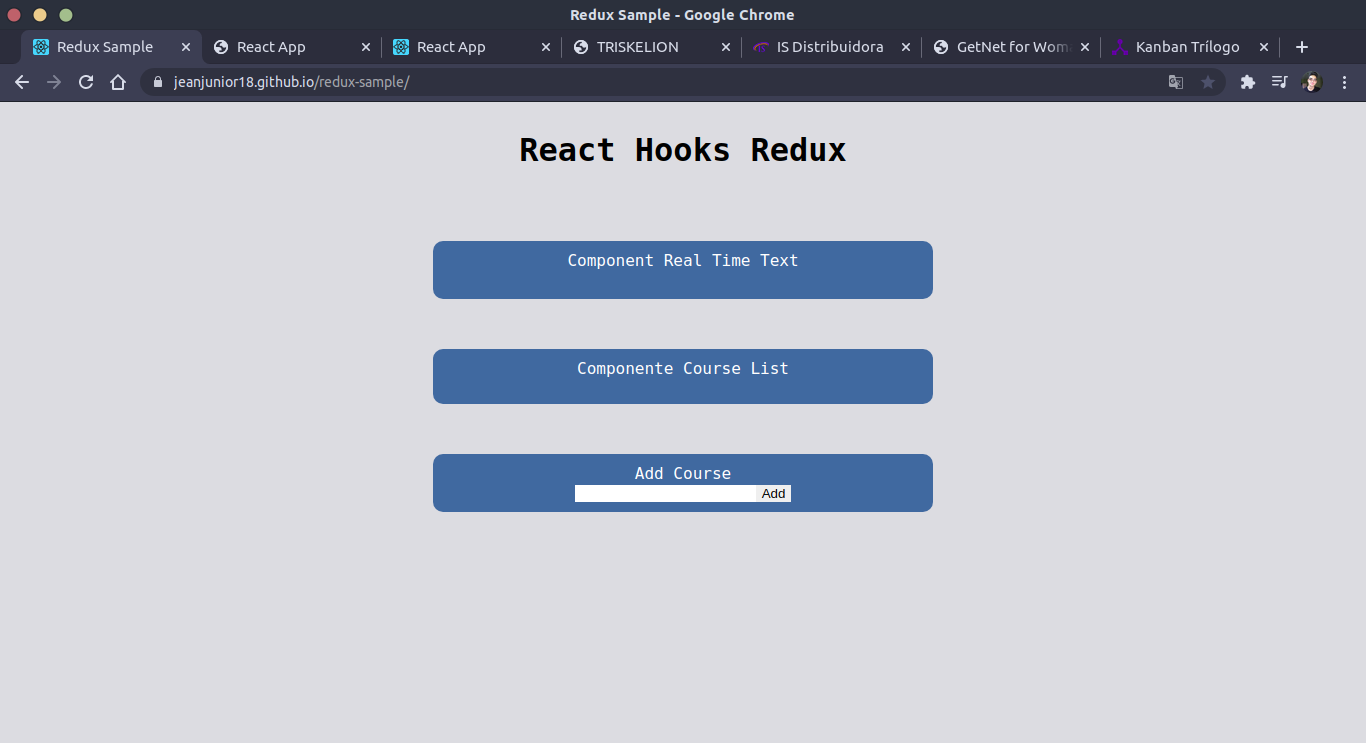 Redux Sample - Google Chrome
Redux Sample
React App
React App
TRISKELION
IS Distribuidora
GetNet for Wom
Kanban Trílogo
jeanjunior18.github.io/redux-sample/
React Hooks Redux
Component Real Time Text
Componente Course List
Add Course
Add